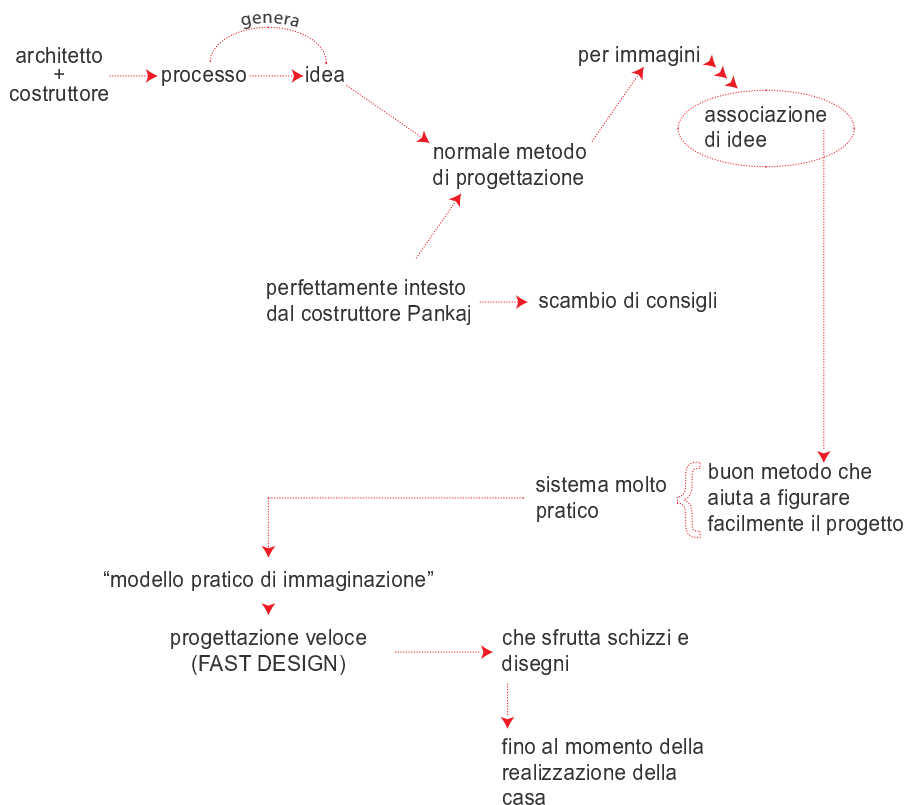 genera
architetto
+
costruttore
processo
idea
per immagini
associazione
di idee
normale metodo
di progettazione
perfettamente intesto
dal costruttore Pankaj
scambio di consigli
buon metodo che
aiuta a figurare
facilmente il progetto
sistema molto
pratico
“modello pratico di immaginazione”
progettazione veloce
(FAST DESIGN)
che sfrutta schizzi e
disegni
fino al momento della
realizzazione della
casa